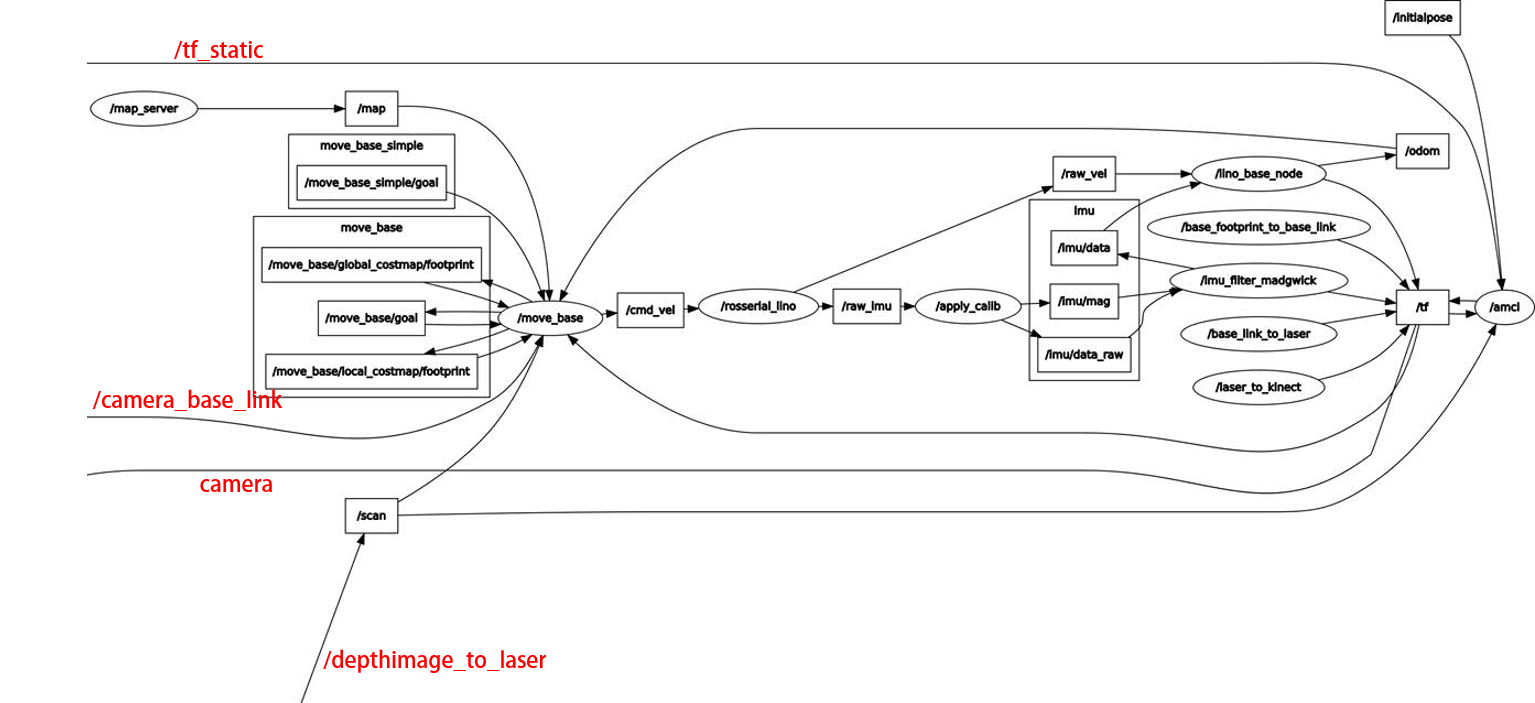 /initialpose
/tf_static
/map_server
/map
move_base_simple
/move_base_simple/goal
/odom
/raw_vel
/lino_base_node
imu
/imu/data
/base_footprint_to_base_link
move_base
/move_base/global_costmap/footprint
/imu_filter_madgwick
/move_base/goal
/move_base
/cmd_vel
/rosserial_lino
/raw_imu
/apply_calib
/imu/mag
/tf
/amcl
/base_link_to_laser
/imu/data_raw
/move_base/local_costmap/footprint
/laser_to_kinect
/camera_base_link
camera
/scan
/depthimage_to_laser